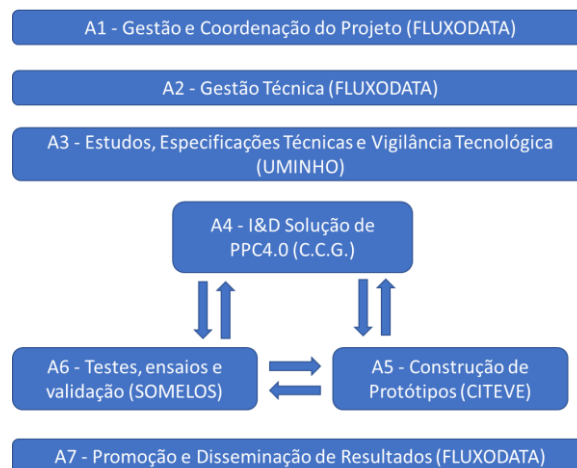 A1 - Gestão e Coordenação do Projeto (FLUXODATA)
A2 - Gestão Técnica (FLUXODATA)
A3 - Estudos, Especificações Técnicas e Vigilância Tecnológica
(UMINHO)
A4 - I&D Solução de
PPC4.0 (C.C.G.)
A6 - Testes, ensaios e
validação (SOMELOS)
A5 - Construção de
Protótipos (CITEVE)
A7 - Promoção e Disseminação de Resultados (FLUXODATA)